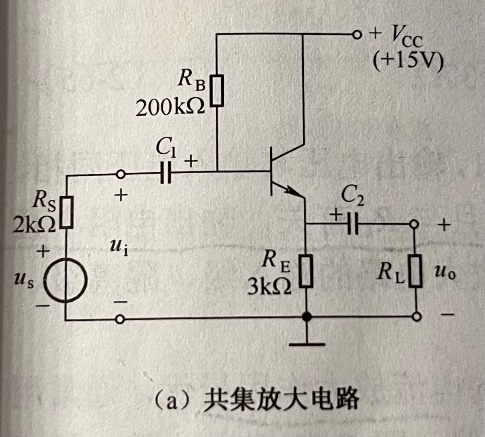 + V_CC
(+15V)
R_B
200kΩ
C_1
+
R_S
2kΩ
+
u_s
−
+
u_i
−
C_2
+
R_E
3kΩ
R_L
+
u_o
−
(a) 共集放大电路